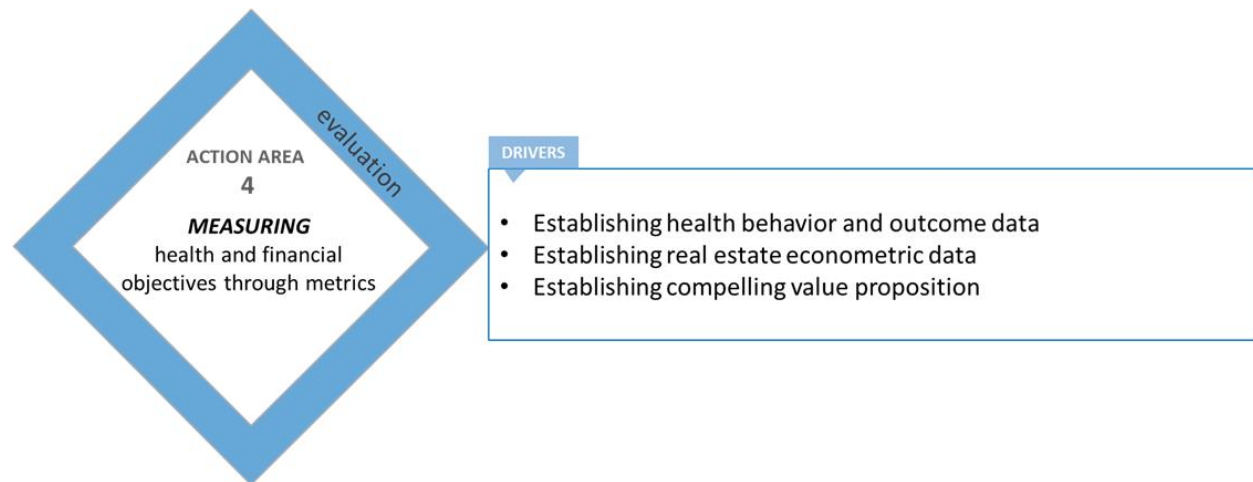 evaluation
ACTION AREA
4
MEASURING
health and financial
objectives through metrics
DRIVERS
• Establishing health behavior and outcome data
• Establishing real estate econometric data
• Establishing compelling value proposition